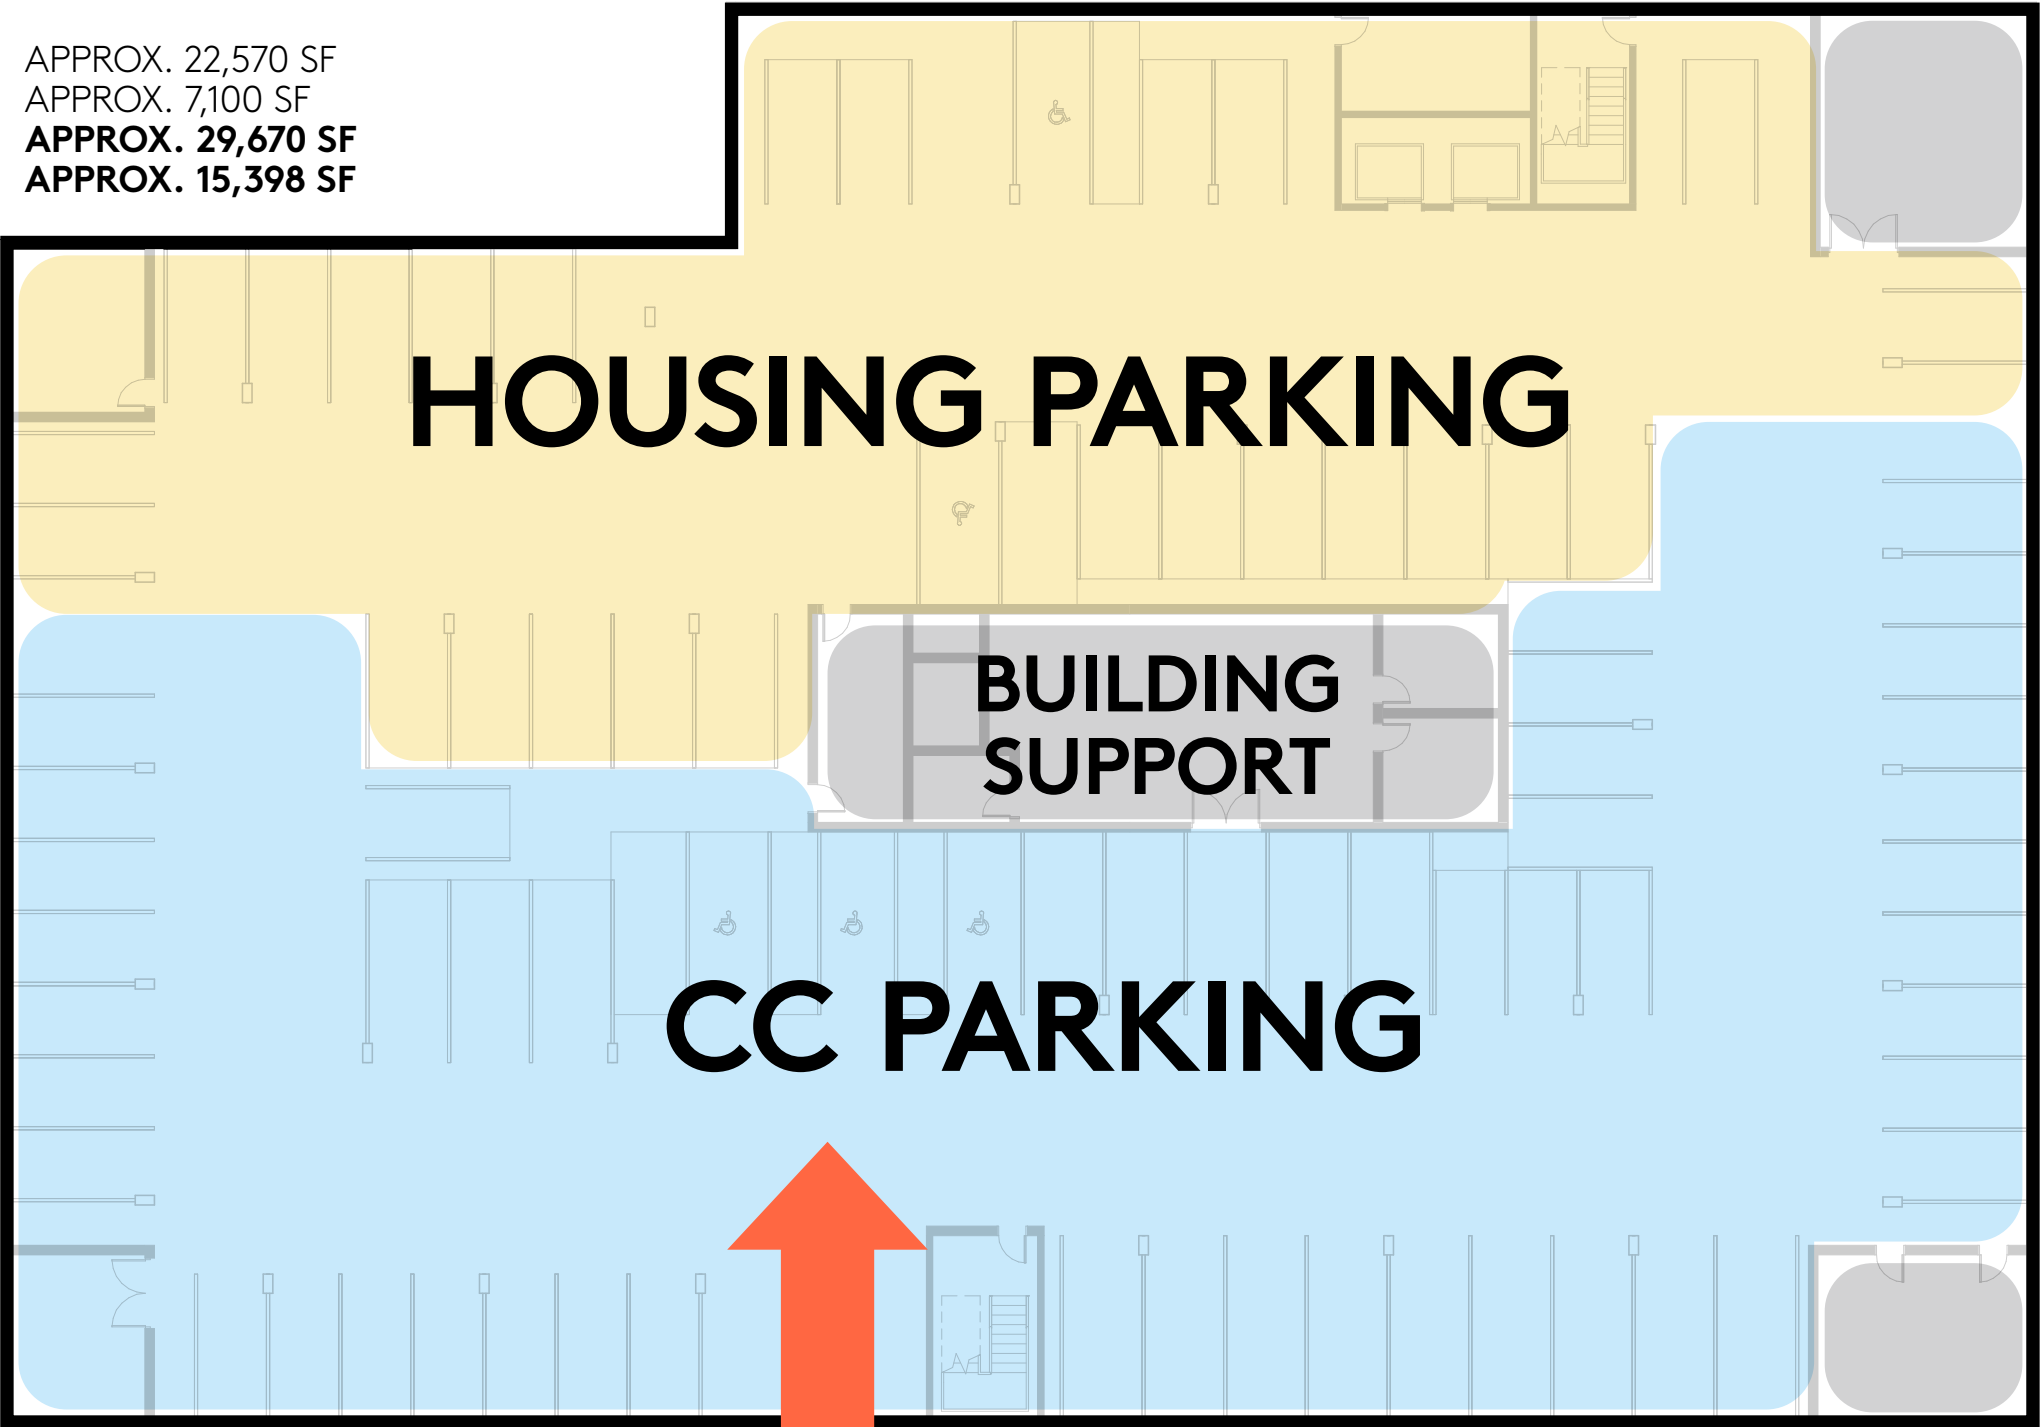 APPROX. 22,570 SF
APPROX. 7,100 SF
APPROX. 29,670 SF
APPROX. 15,398 SF
HOUSING PARKING
BUILDING
SUPPORT
CC PARKING